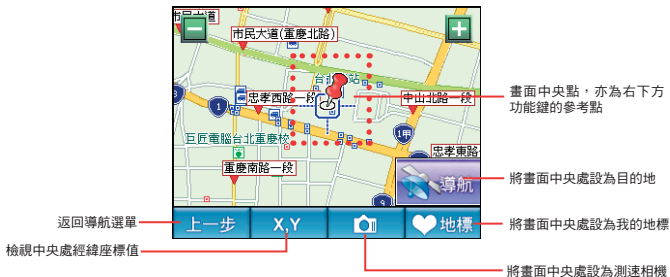 市民大道(重慶北路)
忠孝西路一段
中山北路一段
1
1甲
巨匠電腦台北重慶校
忠孝東路
重慶南路一段
9
導航
上一步
X,Y
地標
畫面中央點，亦為右下方
功能鍵的參考點
將畫面中央處設為目的地
返回導航選單
將畫面中央處設為我的地標
檢視中央處經緯座標值
將畫面中央處設為測速相機